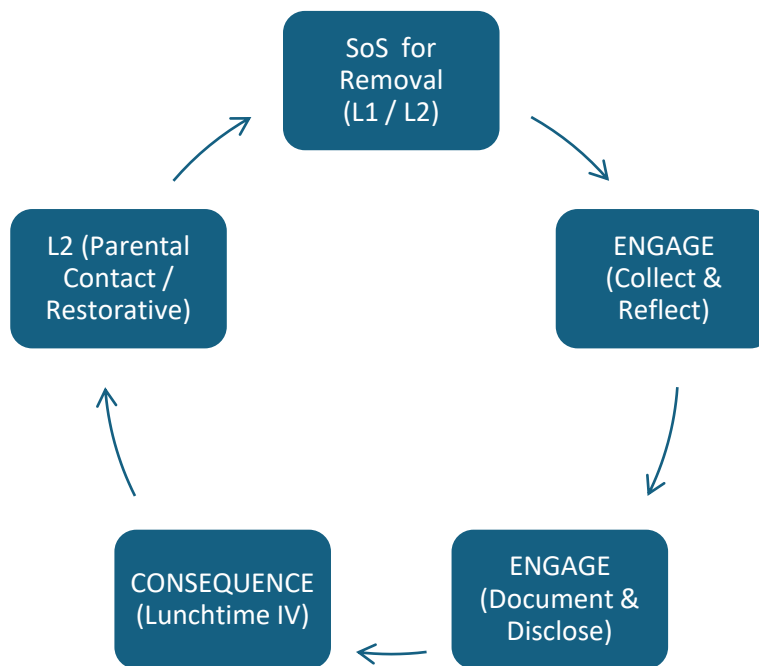 SoS for
Removal
(L1 / L2)
ENGAGE
(Collect &
Reflect)
ENGAGE
(Document &
Disclose)
CONSEQUENCE
(Lunchtime IV)
L2 (Parental
Contact /
Restorative)